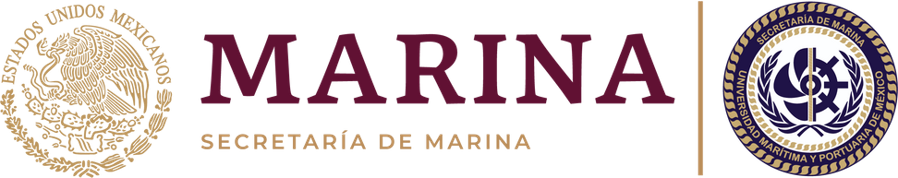 ESTADOS UNIDOS MEXICANOS
MARINA
SECRETARÍA DE MARINA
SECRETARÍA DE MARINA
UNIVERSIDAD MARÍTIMA Y PORTUARIA DE MÉXICO